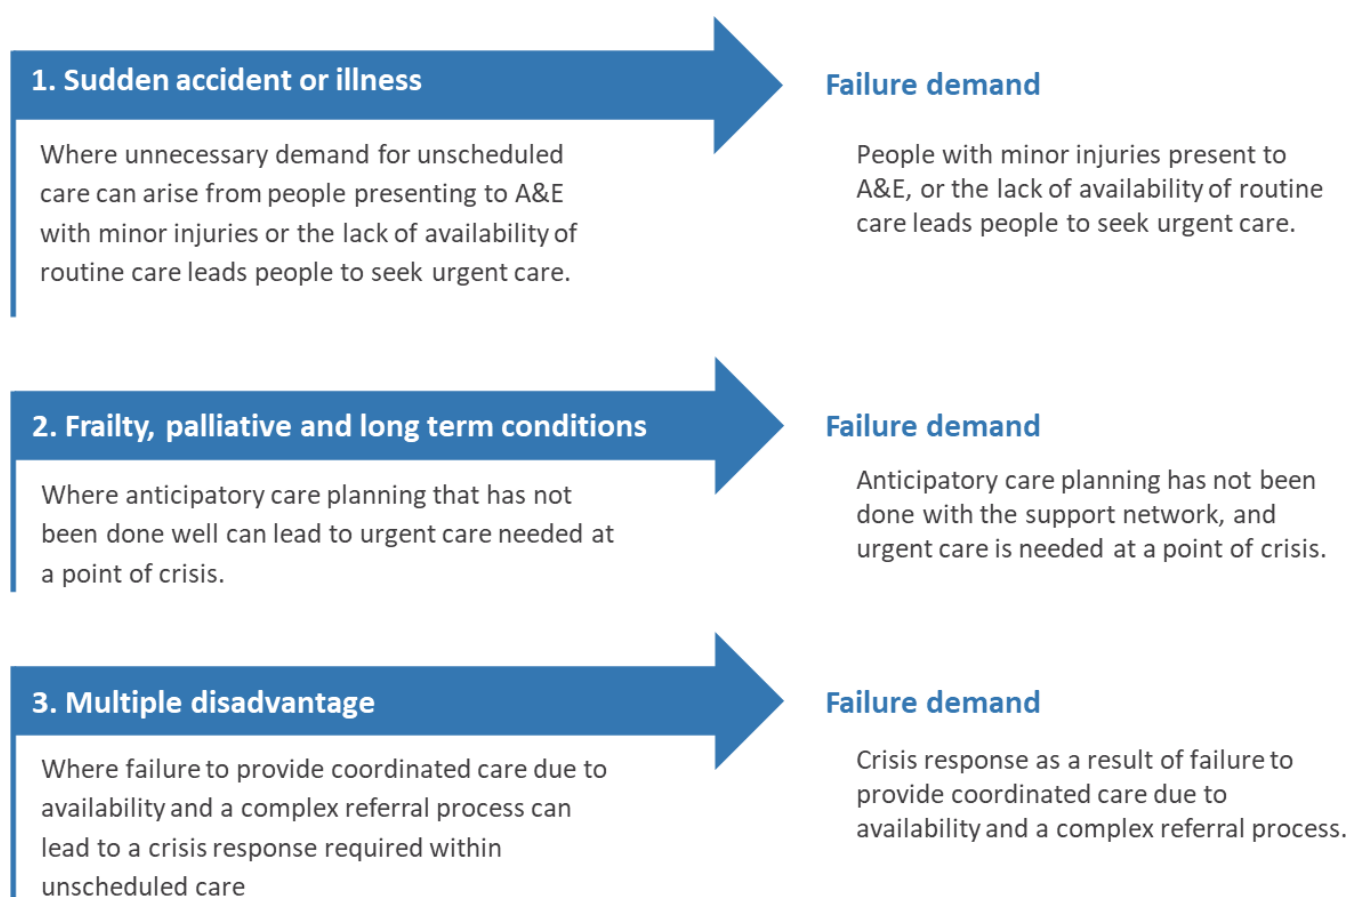 1. Sudden accident or illness
Where unnecessary demand for unscheduled
care can arise from people presenting to A&E
with minor injuries or the lack of availability of
routine care leads people to seek urgent care.
Failure demand
People with minor injuries present to
A&E, or the lack of availability of routine
care leads people to seek urgent care.
2. Frailty, palliative and long term conditions
Where anticipatory care planning that has not
been done well can lead to urgent care needed at
a point of crisis.
Failure demand
Anticipatory care planning has not been
done with the support network, and
urgent care is needed at a point of crisis.
3. Multiple disadvantage
Where failure to provide coordinated care due to
availability and a complex referral process can
lead to a crisis response required within
unscheduled care
Failure demand
Crisis response as a result of failure to
provide coordinated care due to
availability and a complex referral process.